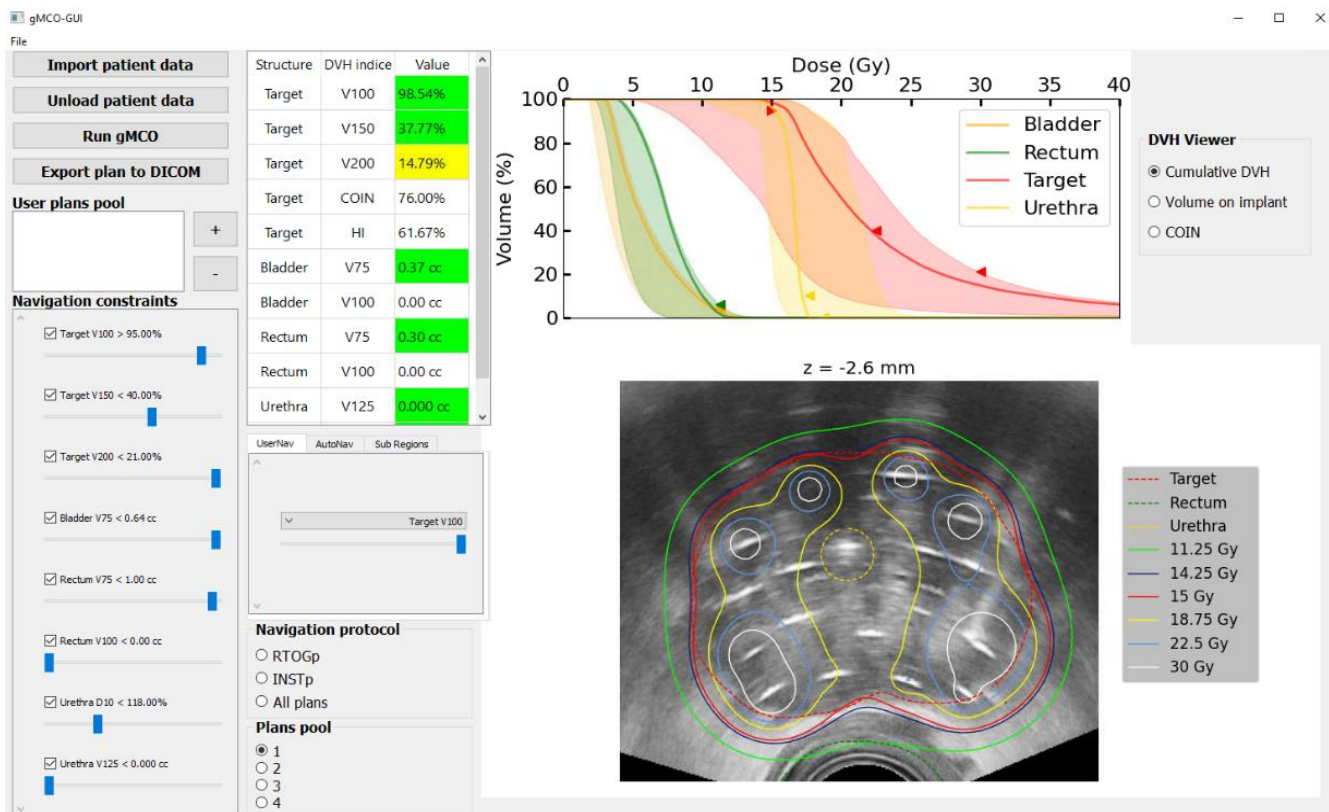 gMCO-GUI
File
Import patient data
Unload patient data
Run gMCO
Export plan to DICOM
User plans pool
+
-
Navigation constraints
Target V100 > 95.00%
Target V150 < 40.00%
Target V200 < 21.00%
Bladder V75 < 0.64 cc
Rectum V75 < 1.00 cc
Rectum V100 < 0.00 cc
Urethra D10 < 118.00%
Urethra V125 < 0.000 cc
Structure DVH indice Value
Target V100 98.54%
Target V150 37.77%
Target V200 14.79%
Target COIN 76.00%
Target HI 61.67%
Bladder V75 0.37 cc
Bladder V100 0.00 cc
Rectum V75 0.30 cc
Rectum V100 0.00 cc
Urethra V125 0.000 cc
UserNav AutoNav Sub Regions
Target V100
Navigation protocol
RTOGp
INSTp
All plans
Plans pool
1
2
3
4
Dose (Gy)
0 5 10 15 20 25 30 35 40
Volume (%)
100
80
60
40
20
0
Bladder
Rectum
Target
Urethra
DVH Viewer
Cumulative DVH
Volume on implant
COIN
z = -2.6 mm
Target
Rectum
Urethra
11.25 Gy
14.25 Gy
15 Gy
18.75 Gy
22.5 Gy
30 Gy